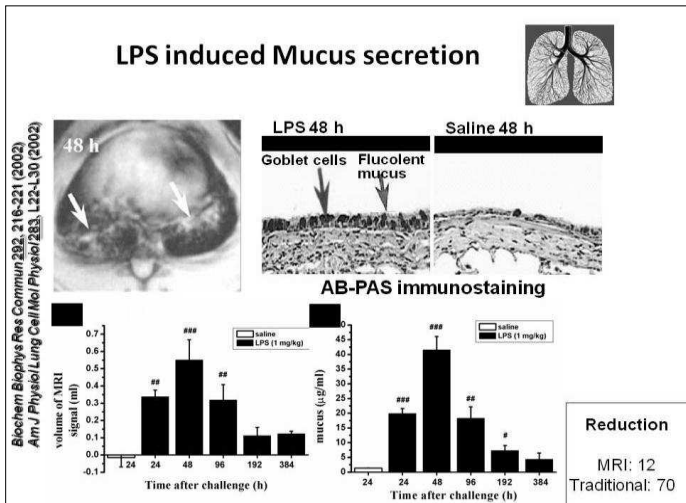 LPS induced Mucus secretion
Biochem Biophys Res Commun 292, 216-221 (2002)
Am J Physiol Lung Cell Mol Physiol 283, L22-L30 (2002)
48 h
LPS 48 h
Saline 48 h
Goblet cells
Flucolent
mucus
AB-PAS immunostaining
volume of MRI
signal (ml)
0.7
0.6
0.5
0.4
0.3
0.2
0.1
0.0
-0.1
saline
LPS (1 mg/kg)
##
###
##
24
24
48
96
192
384
Time after challenge (h)
mucus (µg/ml)
50
45
40
35
30
25
20
15
10
5
0
saline
LPS (1 mg/kg)
###
###
##
#
24
24
48
96
192
384
Time after challenge (h)
Reduction
MRI: 12
Traditional: 70